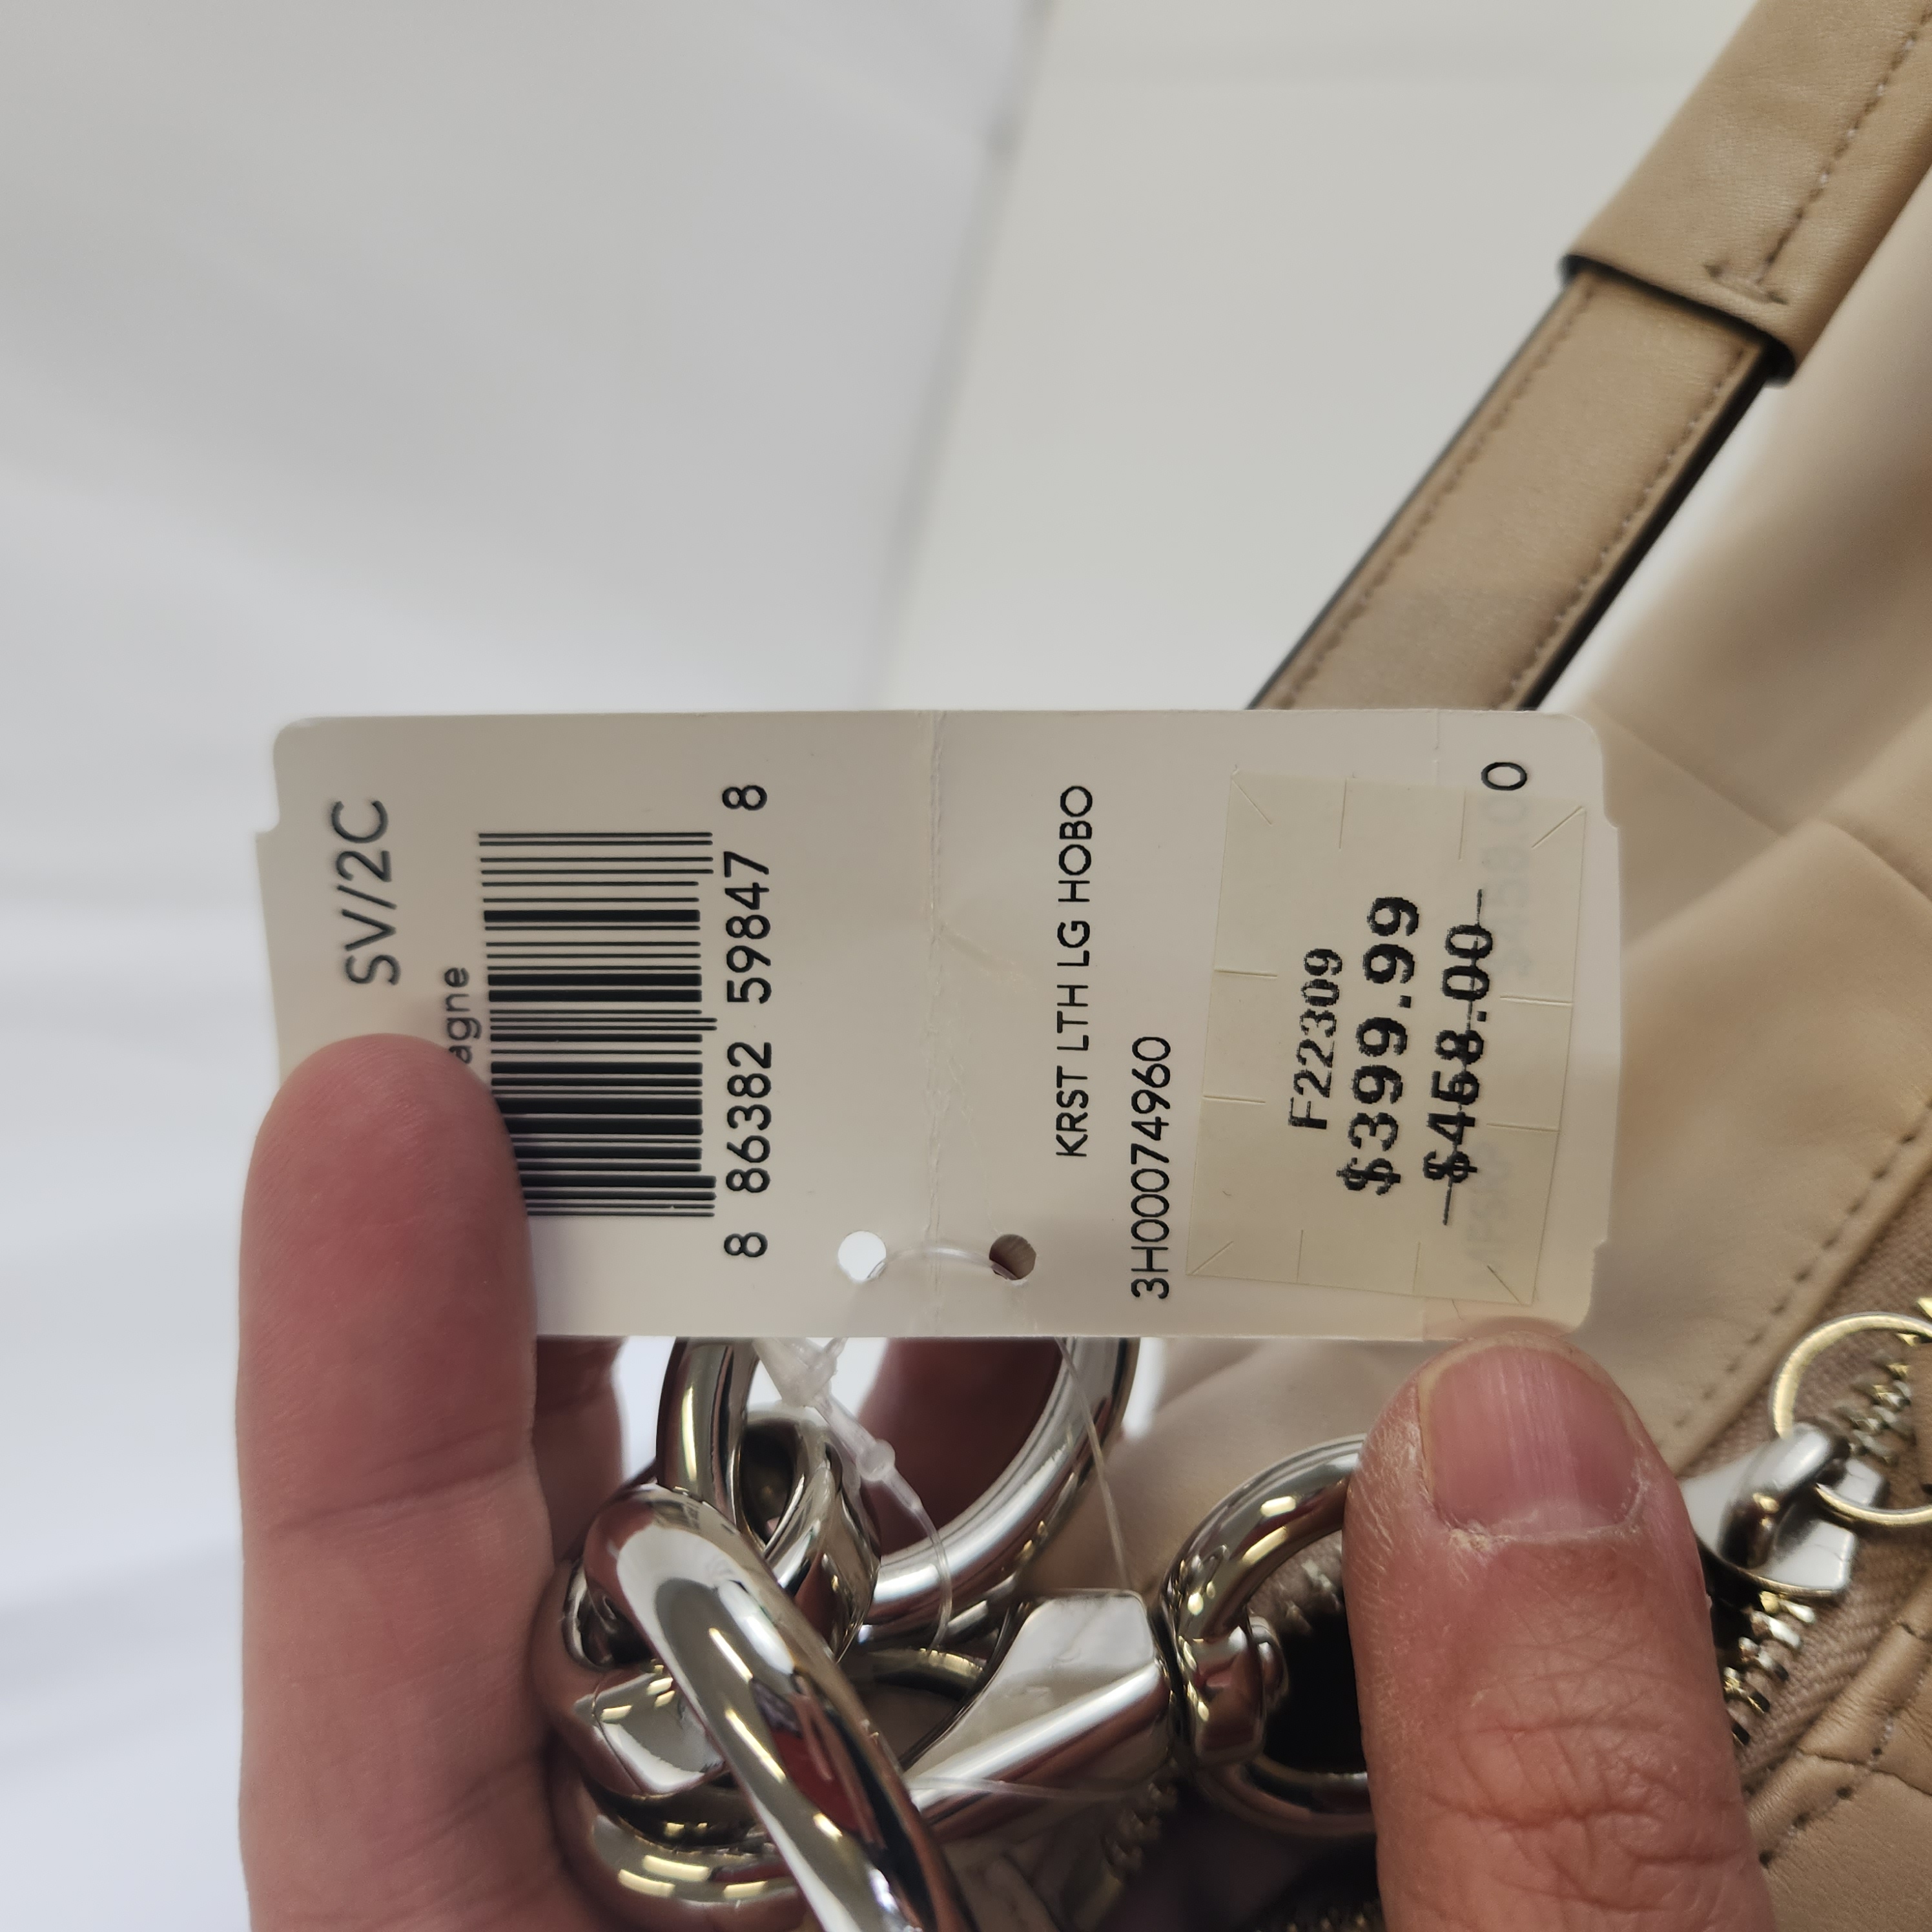 SV/2C
agne
8 86382 59847 8
KRST LTH LG HOBO
3H00074960
F22309
$399.99
$458.00
0